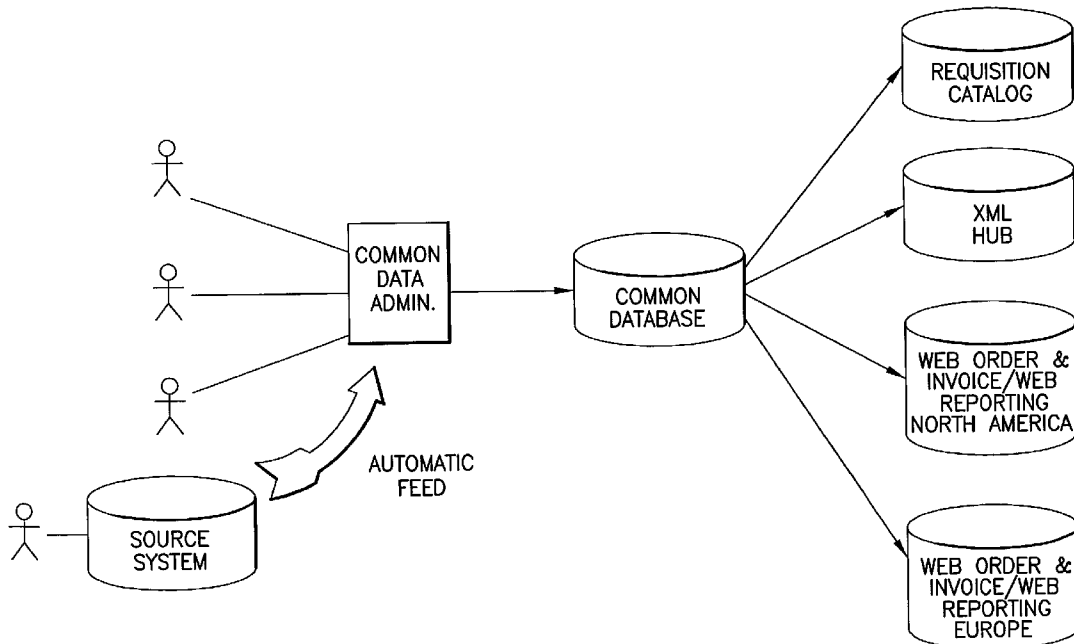 REQUISITION
CATALOG
XML
HUB
COMMON
DATA
ADMIN.
COMMON
DATABASE
WEB ORDER &
INVOICE/WEB
REPORTING
NORTH AMERICA
AUTOMATIC
FEED
SOURCE
SYSTEM
WEB ORDER &
INVOICE/WEB
REPORTING
EUROPE